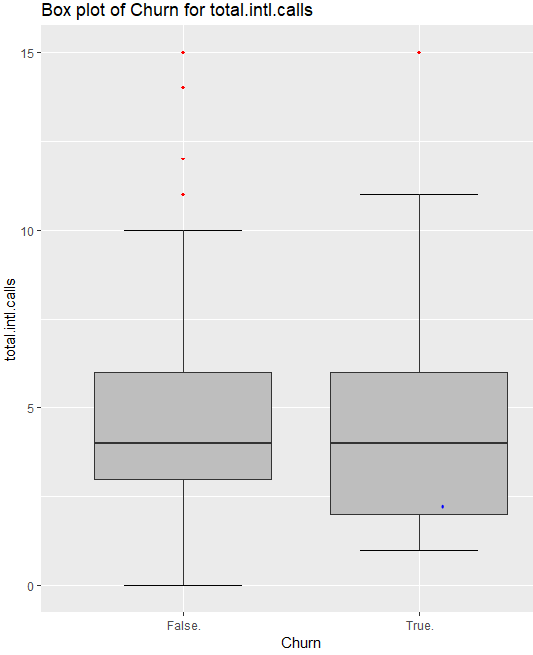 Box plot of Churn for total.intl.calls
total.intl.calls
15
10
5
0
False.
True.
Churn